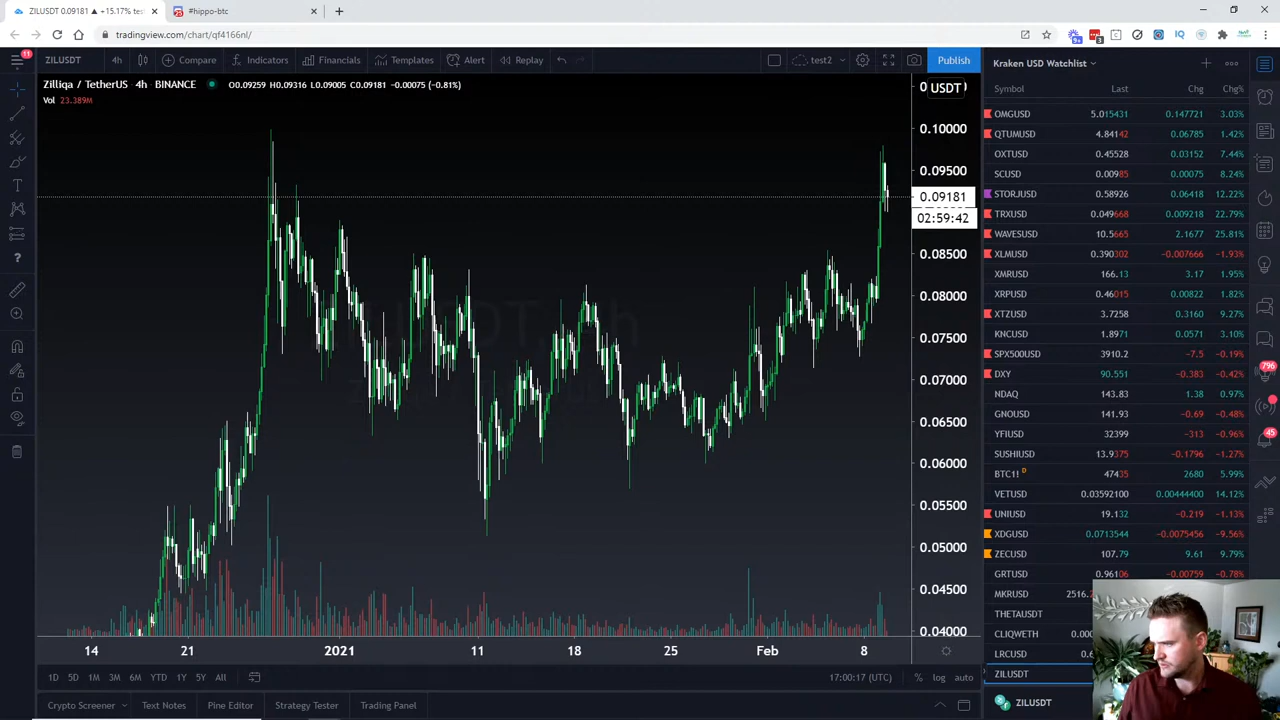 ZILUSDT 0.09181 ▲ +15.17% test
#hippo-btc
tradingview.com/chart/qf4166nl/
11
ZILUSDT
4h
Compare
Indicators
Financials
Templates
Alert
Replay
test2
Publish
Kraken USD Watchlist
Zilliqa / TetherUS 4h BINANCE O0.09259 H0.09316 L0.09005 C0.09181 −0.00075 (−0.81%)
Vol 23.389M
USDT
0.10000
0.09500
0.09181
02:59:42
0.08500
0.08000
0.07500
0.07000
0.06500
0.06000
0.05500
0.05000
0.04500
0.04000
14 21 2021 11 18 25 Feb 8
1D 5D 1M 3M 6M YTD 1Y 5Y All
17:00:17 (UTC) % log auto
Crypto Screener Text Notes Pine Editor Strategy Tester Trading Panel
Symbol Last Chg Chg%
OMGUSD 5.015431 0.147721 3.03%
QTUMUSD 4.84142 0.06785 1.42%
OXTUSD 0.45528 0.03152 7.44%
SCUSD 0.00985 0.00075 8.24%
STORJUSD 0.58926 0.06418 12.22%
TRXUSD 0.049668 0.009218 22.79%
WAVESUSD 10.5665 2.1677 25.81%
XLMUSD 0.390302 −0.007666 −1.93%
XMRUSD 166.13 3.17 1.95%
XRPUSD 0.46015 0.00822 1.82%
XTZUSD 3.7258 0.3160 9.27%
KNCUSD 1.8971 0.0571 3.10%
SPX500USD 3910.2 −7.5 −0.19%
DXY 90.551 −0.383 −0.42%
NDAQ 143.83 1.38 0.97%
GNOUSD 141.93 −0.69 −0.48%
YFIUSD 32399 −313 −0.96%
SUSHIUSD 13.9375 −0.1796 −1.27%
BTC1! D 47435 2680 5.99%
VETUSD 0.03592100 0.00444400 14.12%
UNIUSD 19.132 −0.219 −1.13%
XDGUSD 0.0713544 −0.0075456 −9.56%
ZECUSD 107.79 9.61 9.79%
GRTUSD 0.96106 −0.00759 −0.78%
MKRUSD 2516.
THETAUSDT
CLIQWETH 0.000
LRCUSD 0.6
ZILUSDT
ZILUSDT
796
45